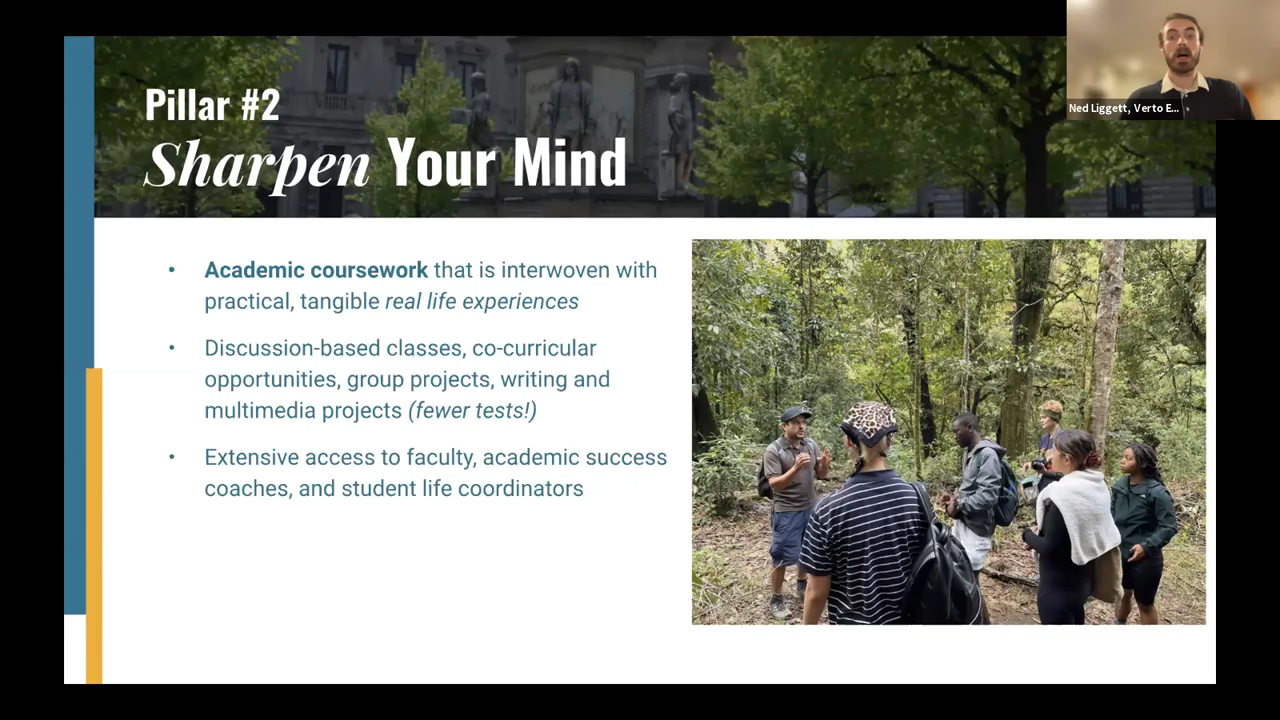 Pillar #2
Sharpen Your Mind
Ned Liggett, Verto E...
• Academic coursework that is interwoven with
practical, tangible real life experiences
• Discussion-based classes, co-curricular
opportunities, group projects, writing and
multimedia projects (fewer tests!)
• Extensive access to faculty, academic success
coaches, and student life coordinators